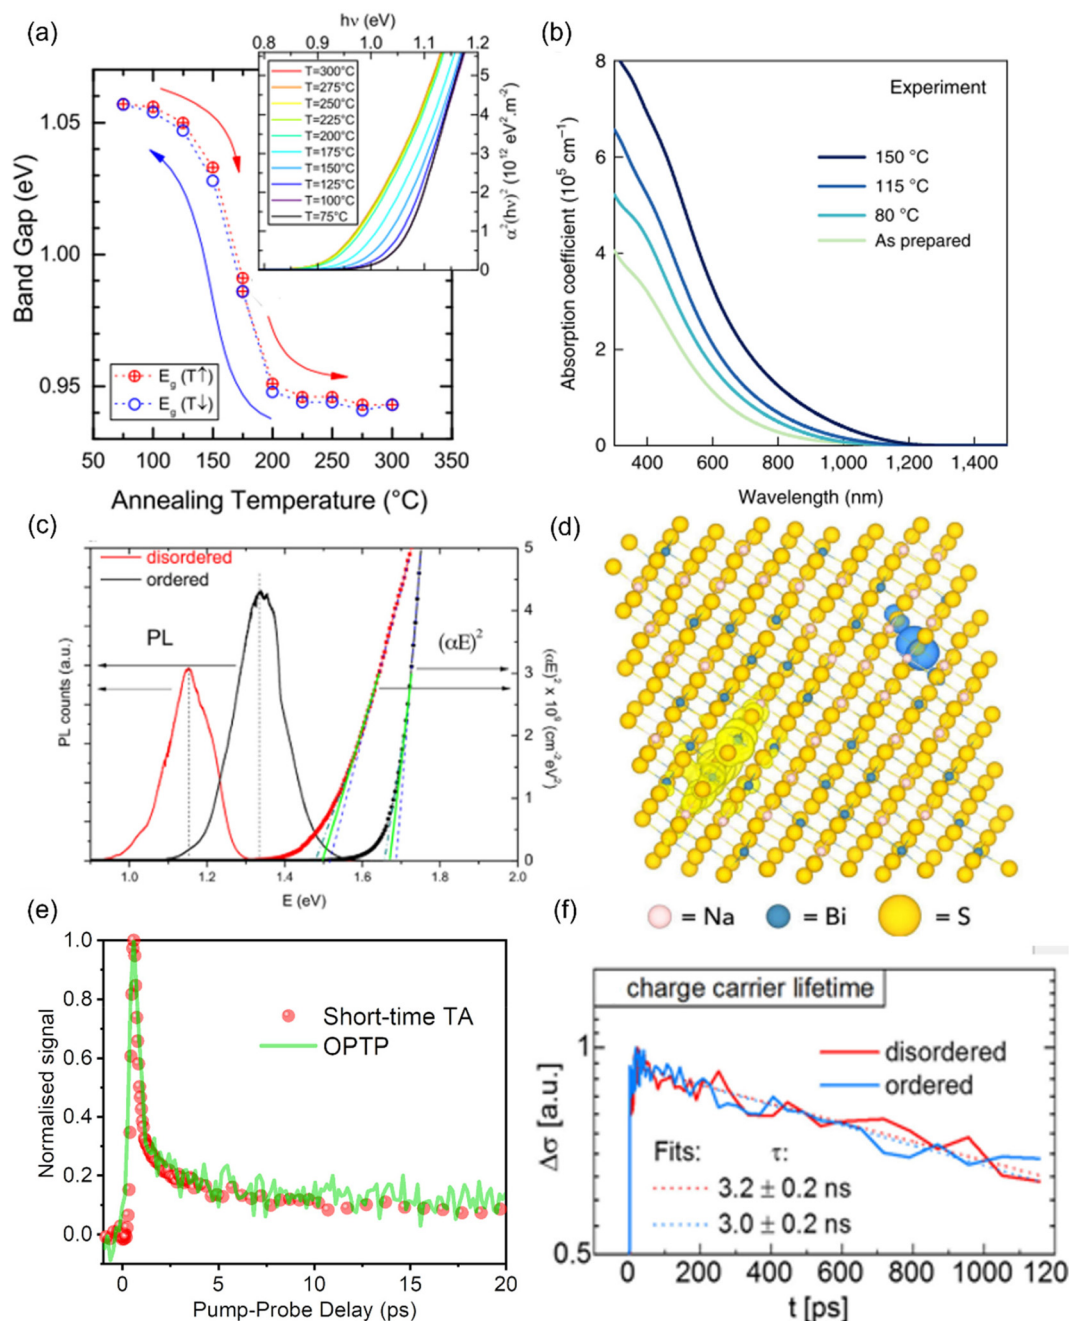 (a)
hν (eV)
0.8 0.9 1.0 1.1 1.2
T=300°C
T=275°C
T=250°C
T=225°C
T=200°C
T=175°C
T=150°C
T=125°C
T=100°C
T=75°C
5
4
3
2
1
0
α²(hν)² (10¹² eV².m⁻²)
Band Gap (eV)
1.05
1.00
0.95
E_g (T↑)
E_g (T↓)
50 100 150 200 250 300 350
Annealing Temperature (°C)
(b)
Absorption coefficient (10⁵ cm⁻¹)
8
6
4
2
0
Experiment
150 °C
115 °C
80 °C
As prepared
400 600 800 1,000 1,200 1,400
Wavelength (nm)
(c)
disordered
ordered
PL
(αE)²
PL counts (a.u.)
5
4
3
2
1
0
(αE)² x 10⁹ (cm⁻²eV²)
1.0 1.2 1.4 1.6 1.8 2.0
E (eV)
(d)
= Na = Bi = S
(e)
Normalised signal
1.0
0.8
0.6
0.4
0.2
0.0
Short-time TA
OPTP
0 5 10 15 20
Pump-Probe Delay (ps)
(f)
charge carrier lifetime
Δσ [a.u.]
1
0.5
disordered
ordered
Fits: τ:
3.2 ± 0.2 ns
3.0 ± 0.2 ns
0 200 400 600 800 1000 1200
t [ps]